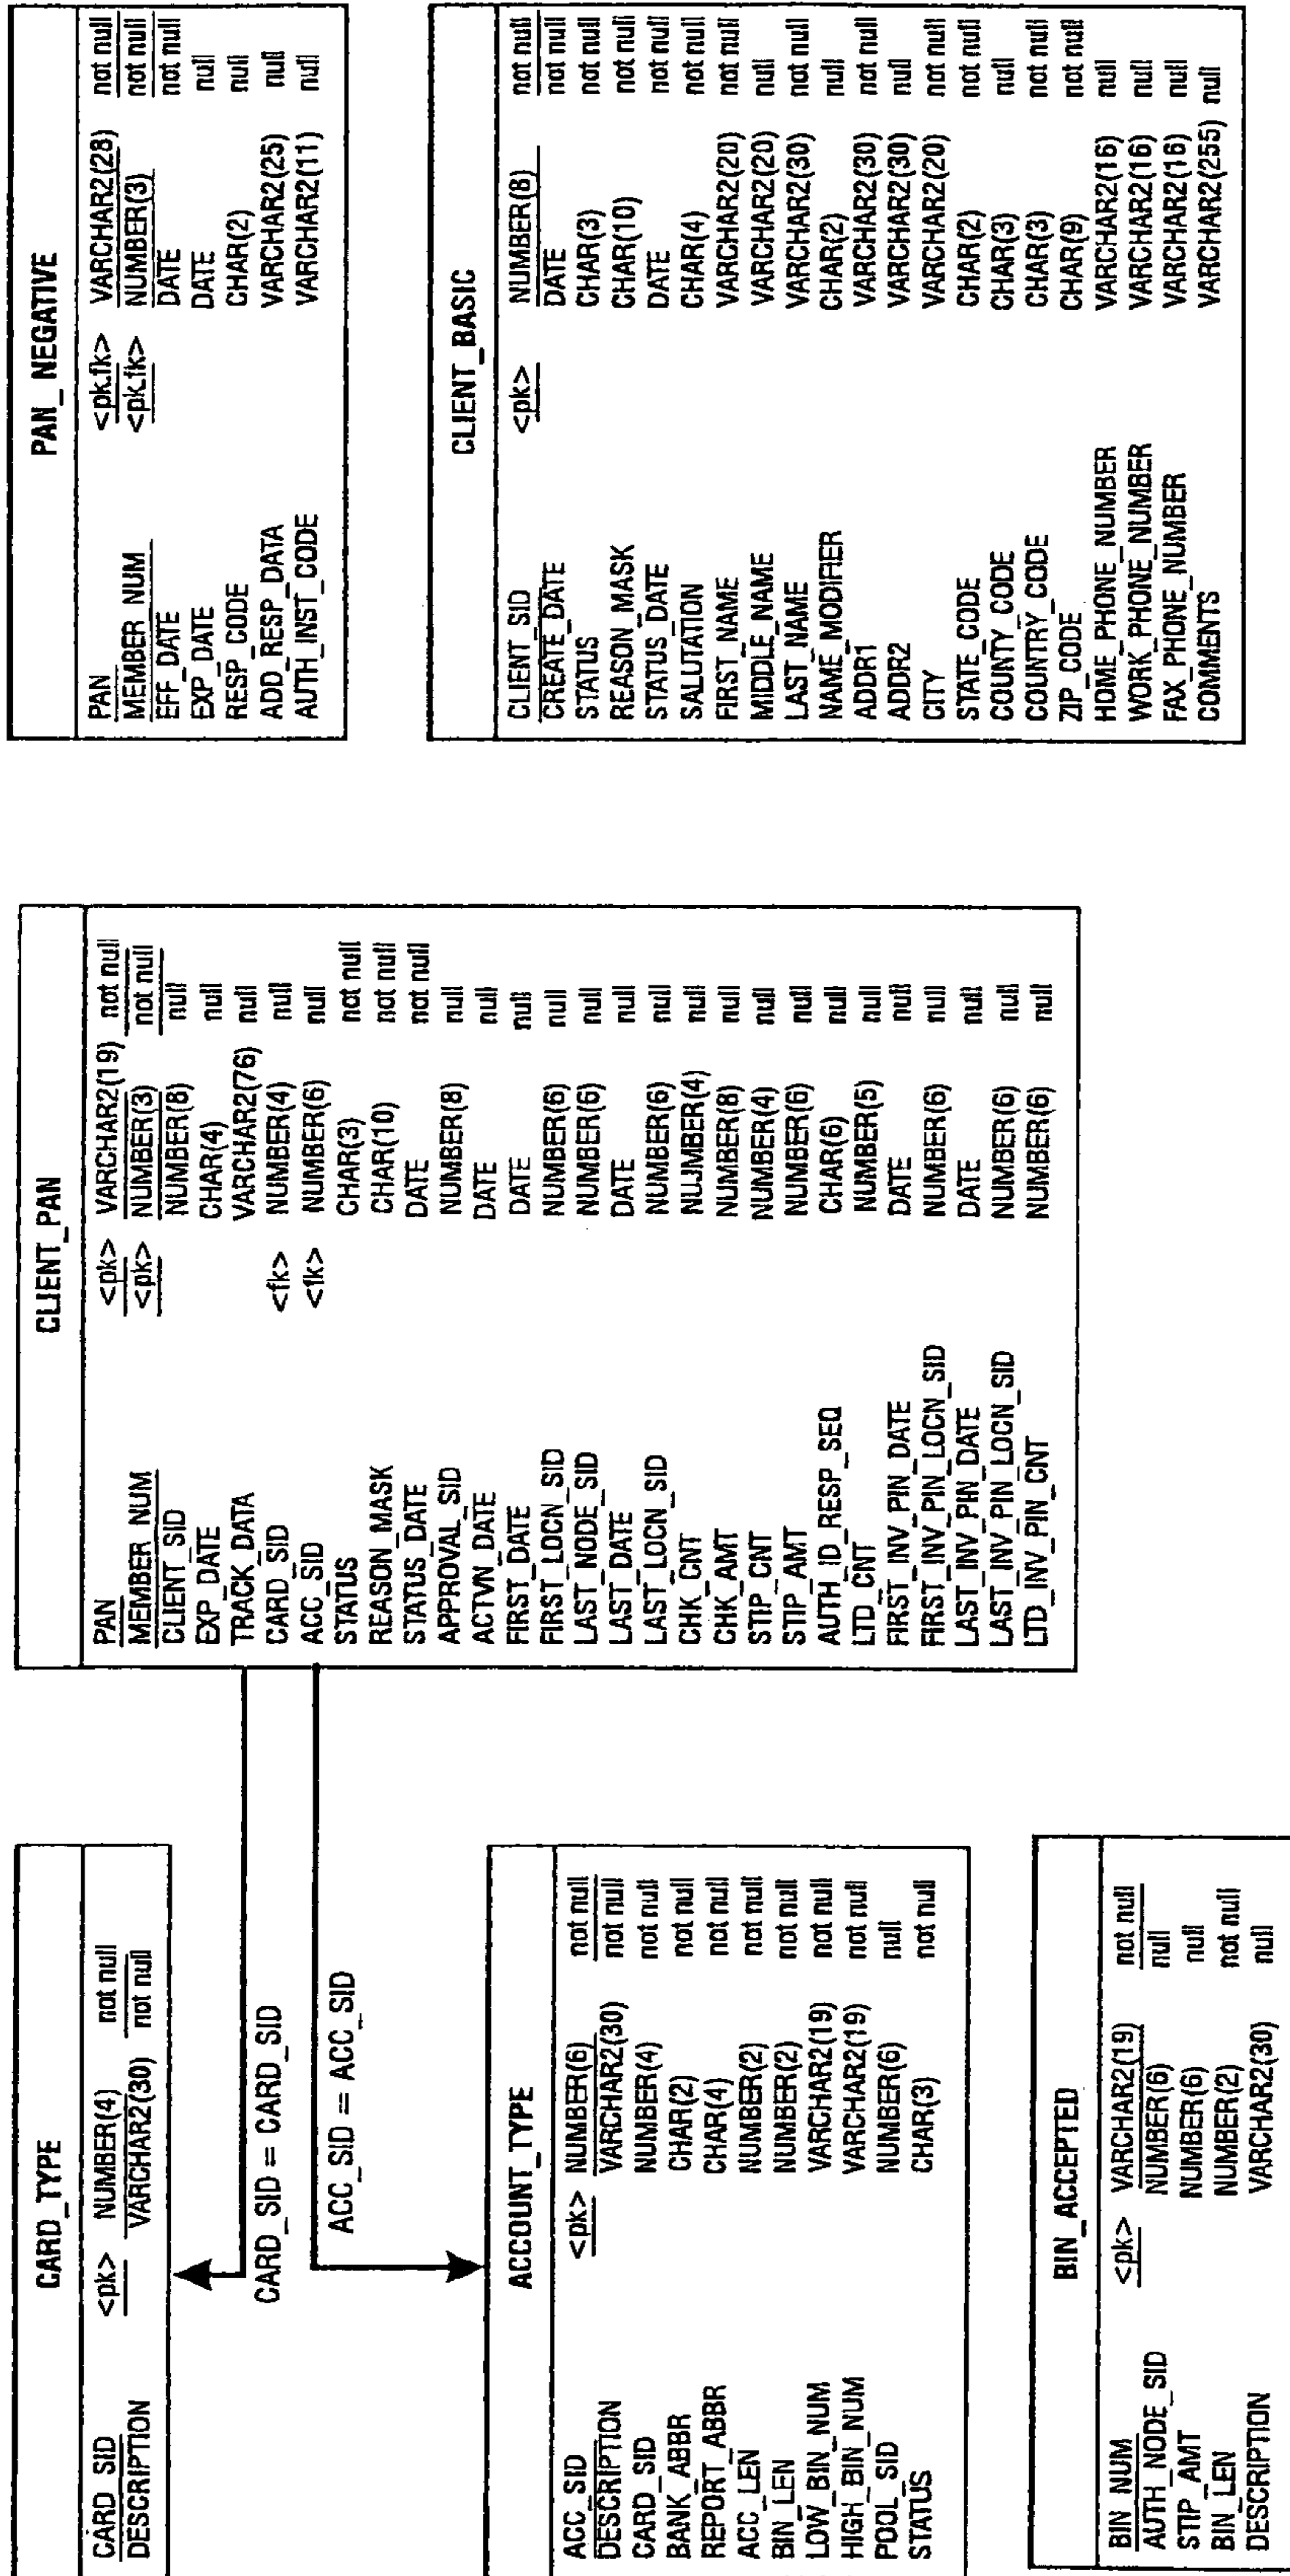 CARD_TYPE
CARD_SID <pk> NUMBER(4) not null
DESCRIPTION VARCHAR2(30) not null
CARD_SID = CARD_SID
ACC_SID = ACC_SID
ACCOUNT_TYPE
ACC_SID <pk> NUMBER(6) not null
DESCRIPTION VARCHAR2(30) not null
CARD_SID NUMBER(4) not null
BANK_ABBR CHAR(2) not null
REPORT_ABBR CHAR(4) not null
ACC_LEN NUMBER(2) not null
BIN_LEN NUMBER(2) not null
LOW_BIN_NUM VARCHAR2(19) not null
HIGH_BIN_NUM VARCHAR2(19) not null
POOL_SID NUMBER(6) null
STATUS CHAR(3) not null
BIN_ACCEPTED
BIN_NUM <pk> VARCHAR2(19) not null
AUTH_NODE_SID NUMBER(6) null
STIP_AMT NUMBER(6) null
BIN_LEN NUMBER(2) not null
DESCRIPTION VARCHAR2(30) null
CLIENT_PAN
PAN <pk> VARCHAR2(19) not null
MEMBER_NUM <pk> NUMBER(3) not null
CLIENT_SID NUMBER(8) null
EXP_DATE CHAR(4) null
TRACK_DATA VARCHAR2(76) null
CARD_SID <fk> NUMBER(4) null
ACC_SID <fk> NUMBER(6) null
STATUS CHAR(3) not null
REASON_MASK CHAR(10) not null
STATUS_DATE DATE not null
APPROVAL_SID NUMBER(8) null
ACTVN_DATE DATE null
FIRST_DATE DATE null
FIRST_LOCN_SID NUMBER(6) null
LAST_NODE_SID NUMBER(6) null
LAST_DATE DATE null
LAST_LOCN_SID NUMBER(6) null
CHK_CNT NUJMBER(4) null
CHK_AMT NUMBER(8) null
STIP_CNT NUMBER(4) null
STIP_AMT NUMBER(6) null
AUTH_ID_RESP_SEQ CHAR(6) null
LTD_CNT NUMBER(5) null
FIRST_INV_PIN_DATE DATE null
FIRST_INV_PIN_LOCN_SID NUMBER(6) null
LAST_INV_PIN_DATE DATE null
LAST_INV_PIN_LOCN_SID NUMBER(6) null
LTD_INV_PIN_CNT NUMBER(6) null
PAN_NEGATIVE
PAN <pk.fk> VARCHAR2(28) not null
MEMBER_NUM <pk.fk> NUMBER(3) not null
EFF_DATE DATE not null
EXP_DATE DATE null
RESP_CODE CHAR(2) null
ADD_RESP_DATA VARCHAR2(25) null
AUTH_INST_CODE VARCHAR2(11) null
CLIENT_BASIC
CLIENT_SID <pk> NUMBER(8) not null
CREATE_DATE DATE not null
STATUS CHAR(3) not null
REASON_MASK CHAR(10) not null
STATUS_DATE DATE not null
SALUTATION CHAR(4) not null
FIRST_NAME VARCHAR2(20) not null
MIDDLE_NAME VARCHAR2(20) null
LAST_NAME VARCHAR2(30) not null
NAME_MODIFIER CHAR(2) null
ADDR1 VARCHAR2(30) not null
ADDR2 VARCHAR2(30) null
CITY VARCHAR2(20) not null
STATE_CODE CHAR(2) not null
COUNTY_CODE CHAR(3) null
COUNTRY_CODE CHAR(3) not null
ZIP_CODE CHAR(9) not null
HOME_PHONE_NUMBER VARCHAR2(16) null
WORK_PHONE_NUMBER VARCHAR2(16) null
FAX_PHONE_NUMBER VARCHAR2(16) null
COMMENTS VARCHAR2(255) null